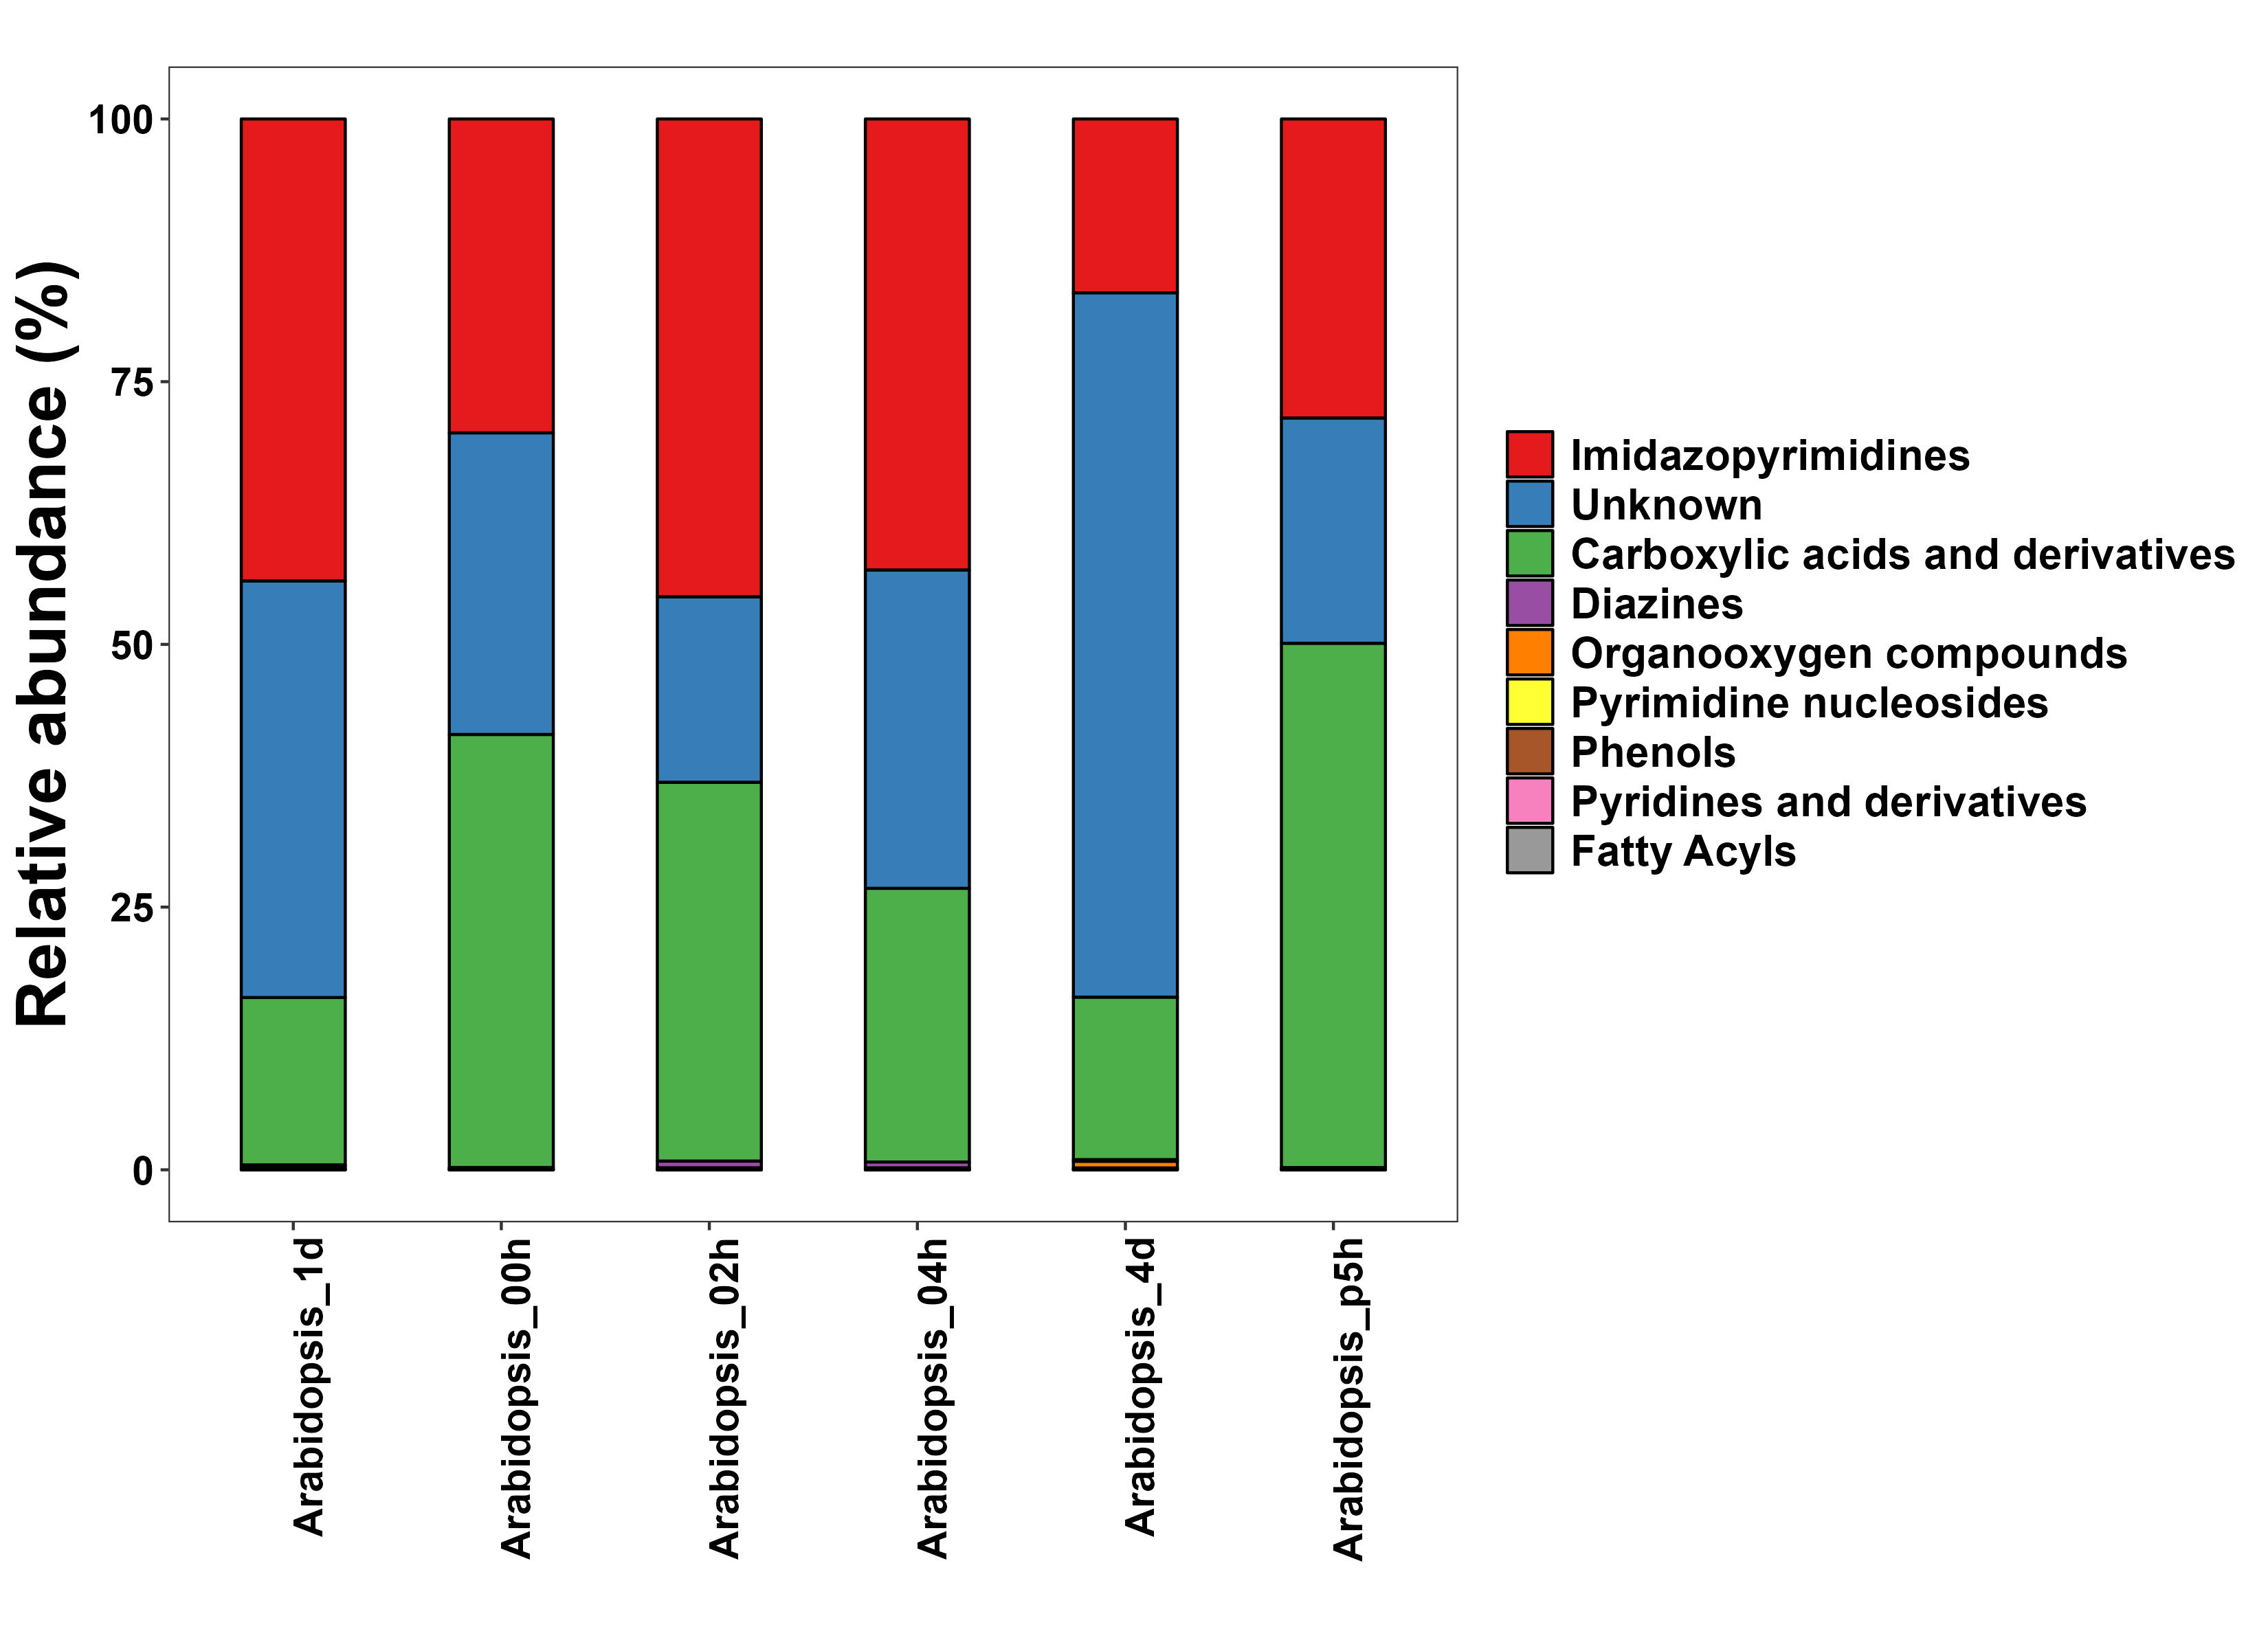 Relative abundance (%)
100
75
50
25
0
Arabidopsis_1d
Arabidopsis_00h
Arabidopsis_02h
Arabidopsis_04h
Arabidopsis_4d
Arabidopsis_p5h
Imidazopyrimidines
Unknown
Carboxylic acids and derivatives
Diazines
Organooxygen compounds
Pyrimidine nucleosides
Phenols
Pyridines and derivatives
Fatty Acyls